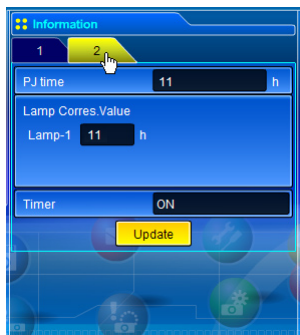 Information
1 2
PJ time 11 h
Lamp Corres.Value
Lamp-1 11 h
Timer ON
Update